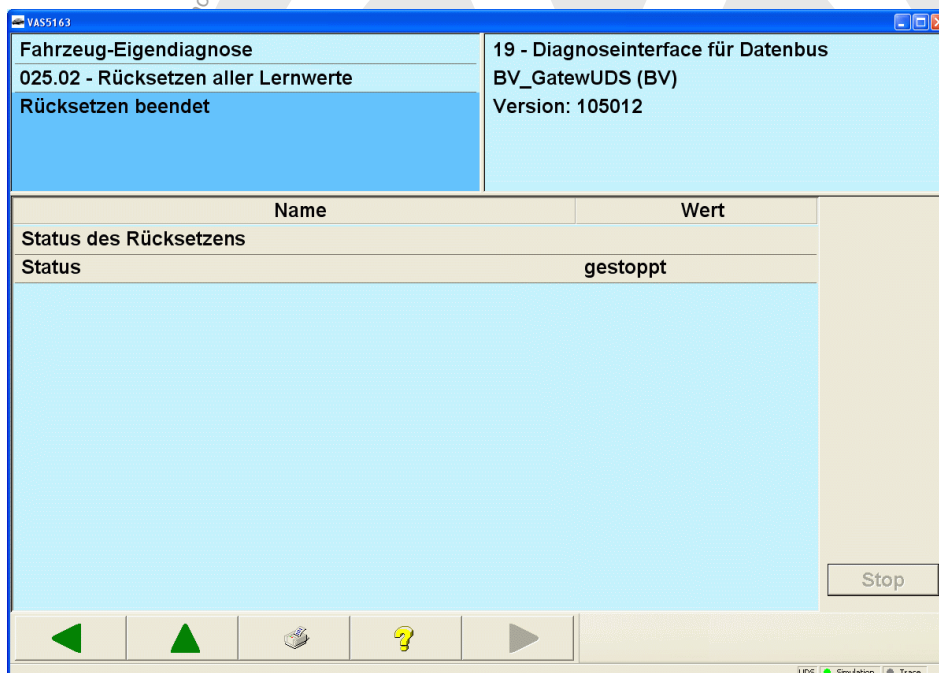 VAS5163
Fahrzeug-Eigendiagnose
025.02 - Rücksetzen aller Lernwerte
Rücksetzen beendet
19 - Diagnoseinterface für Datenbus
BV_GatewUDS (BV)
Version: 105012
Name Wert
Status des Rücksetzens
Status gestoppt
Stop
UDS Simulation Trace